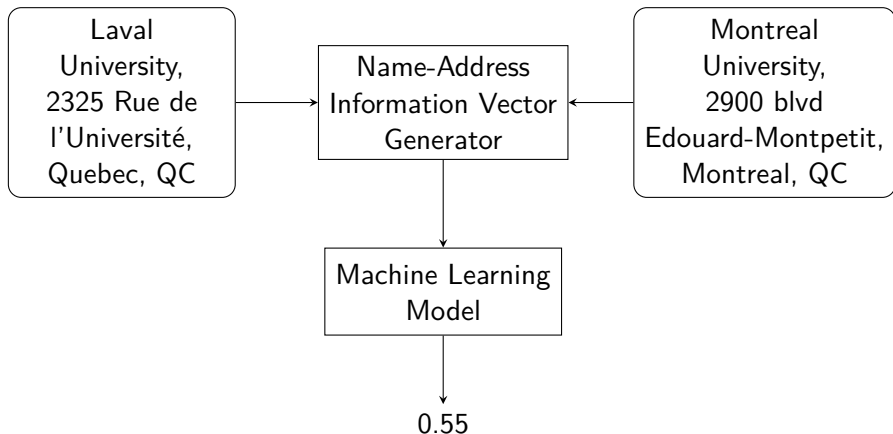 Laval
University,
2325 Rue de
l'Université,
Quebec, QC
Name-Address
Information Vector
Generator
Montreal
University,
2900 blvd
Edouard-Montpetit,
Montreal, QC
Machine Learning
Model
0.55